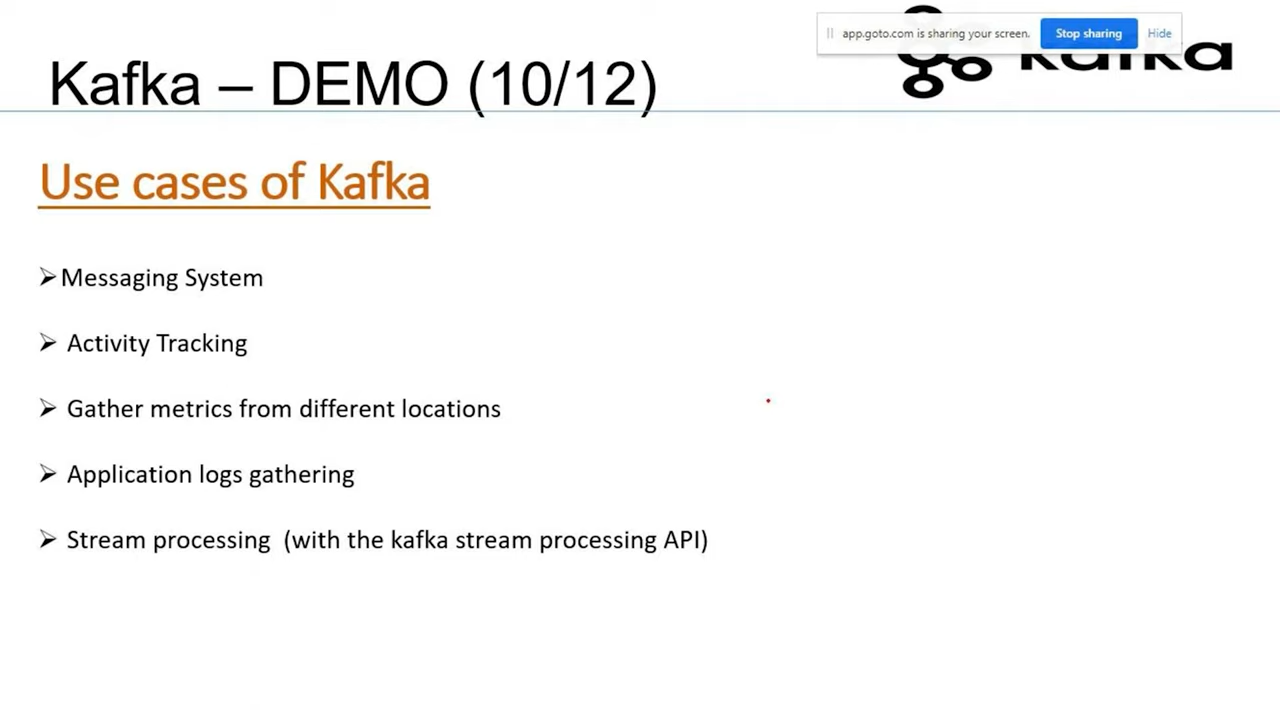 app.goto.com is sharing your screen. Stop sharing Hide
kafka
Kafka – DEMO (10/12)
Use cases of Kafka
➢ Messaging System
➢ Activity Tracking
➢ Gather metrics from different locations
➢ Application logs gathering
➢ Stream processing (with the kafka stream processing API)